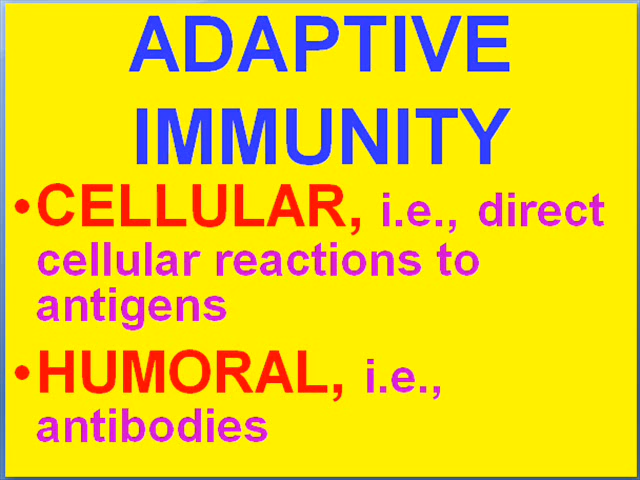 ADAPTIVE
IMMUNITY
•CELLULAR, i.e., direct
cellular reactions to
antigens
•HUMORAL, i.e.,
antibodies